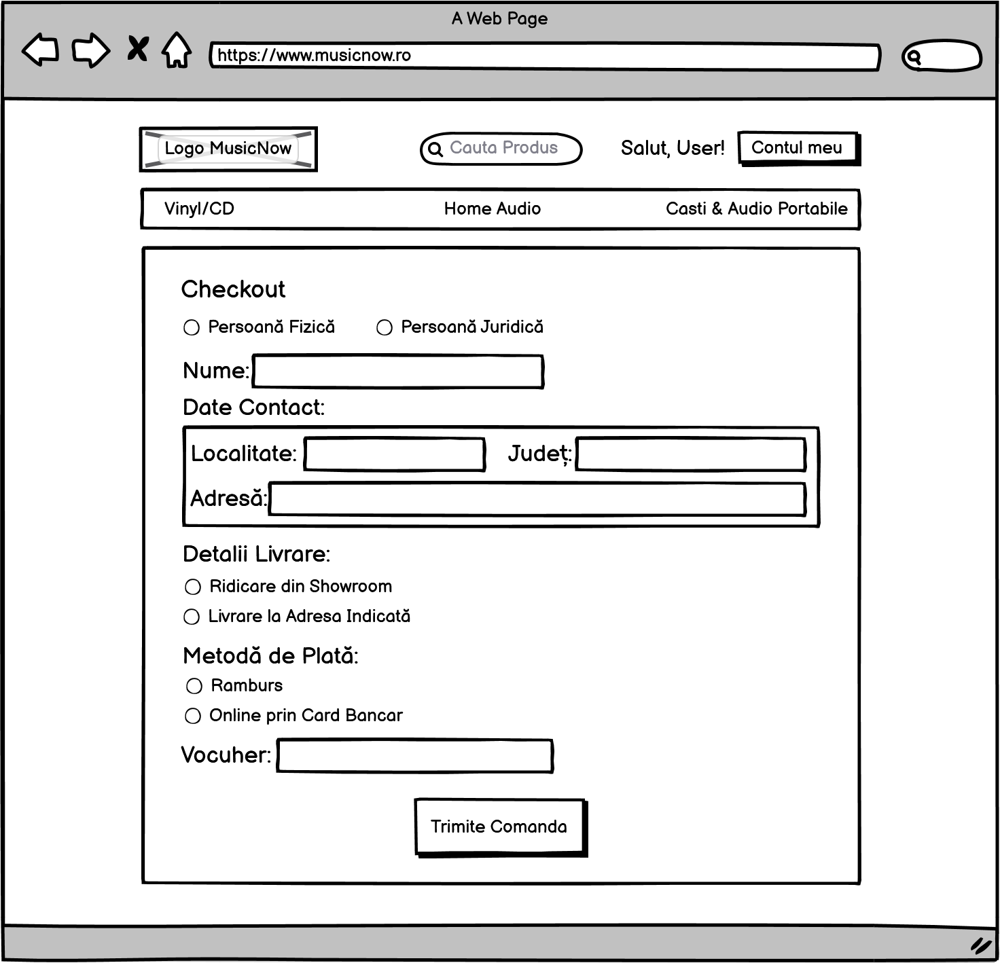 A Web Page
https://www.musicnow.ro
Logo MusicNow
Cauta Produs
Salut, User!
Contul meu
Vinyl/CD
Home Audio
Casti & Audio Portabile
Checkout
Persoană Fizică
Persoană Juridică
Nume:
Date Contact:
Localitate:
Județ:
Adresă:
Detalii Livrare:
Ridicare din Showroom
Livrare la Adresa Indicată
Metodă de Plată:
Ramburs
Online prin Card Bancar
Vocuher:
Trimite Comanda